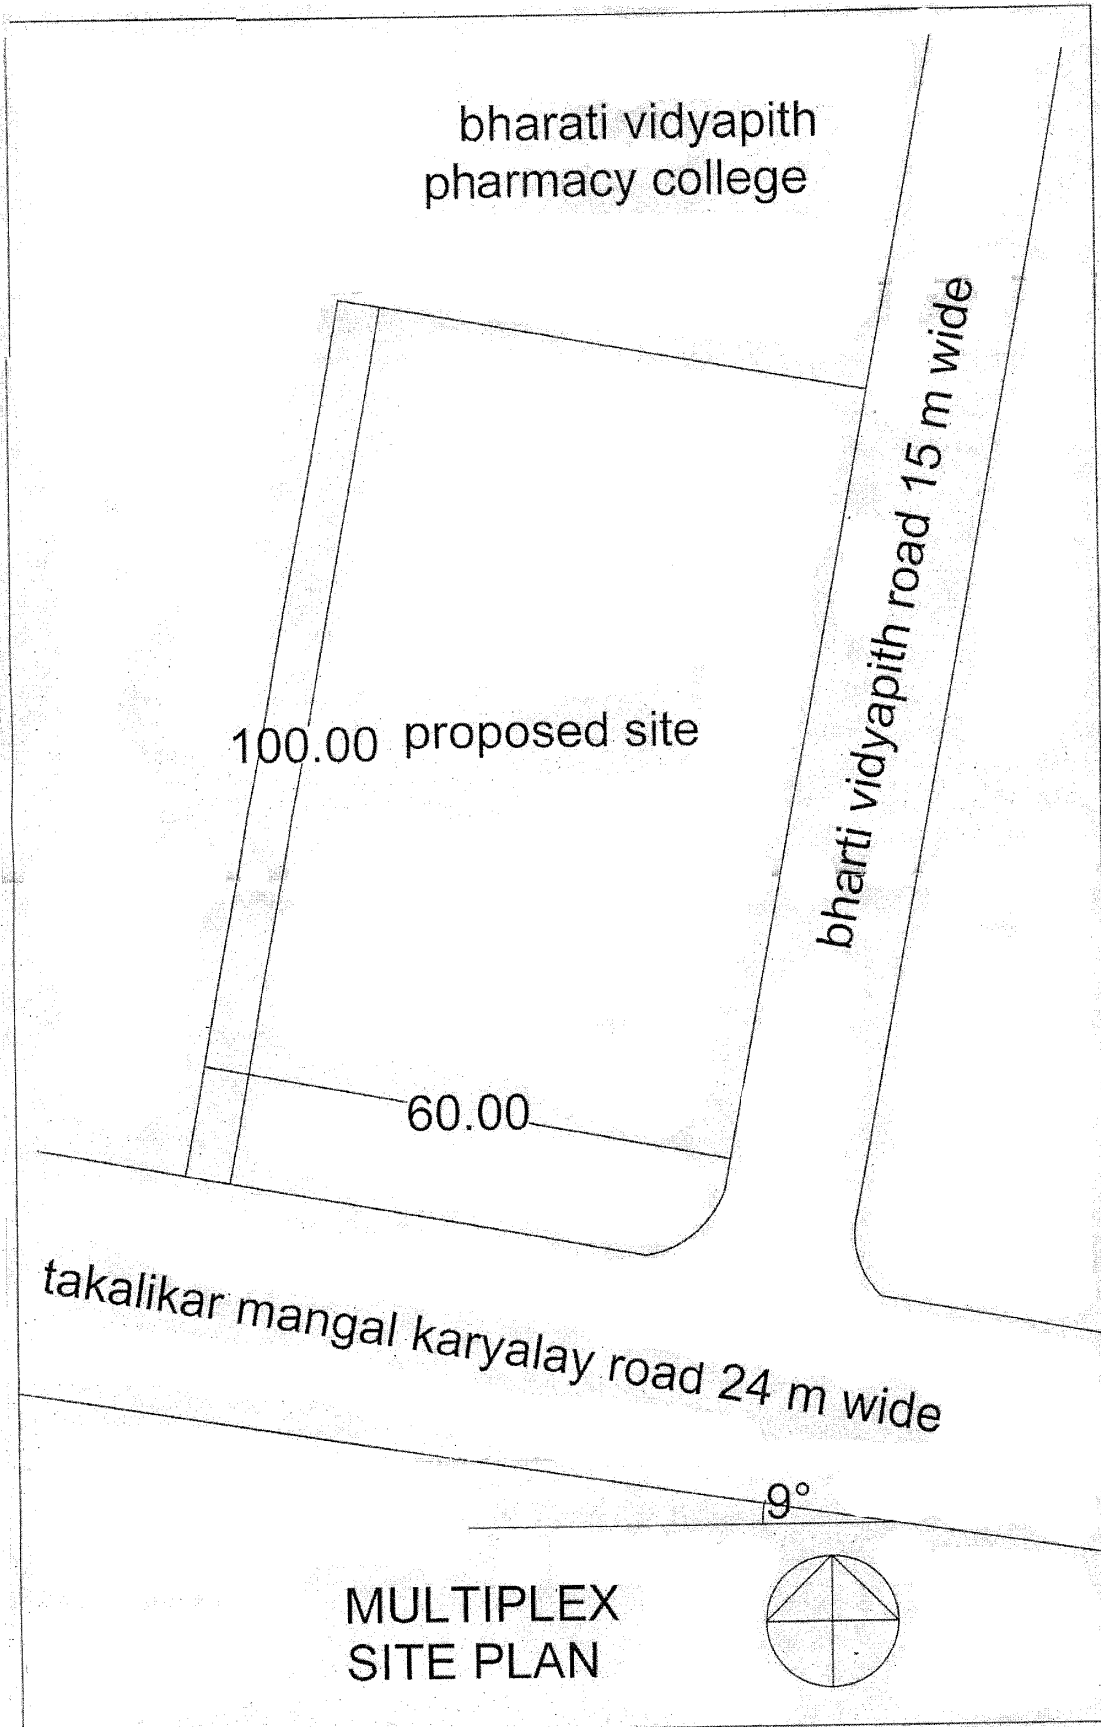 bharati vidyapith
pharmacy college
bharti vidyapith road 15 m wide
100.00 proposed site
60.00
takalikar mangal karyalay road 24 m wide
9°
MULTIPLEX
SITE PLAN